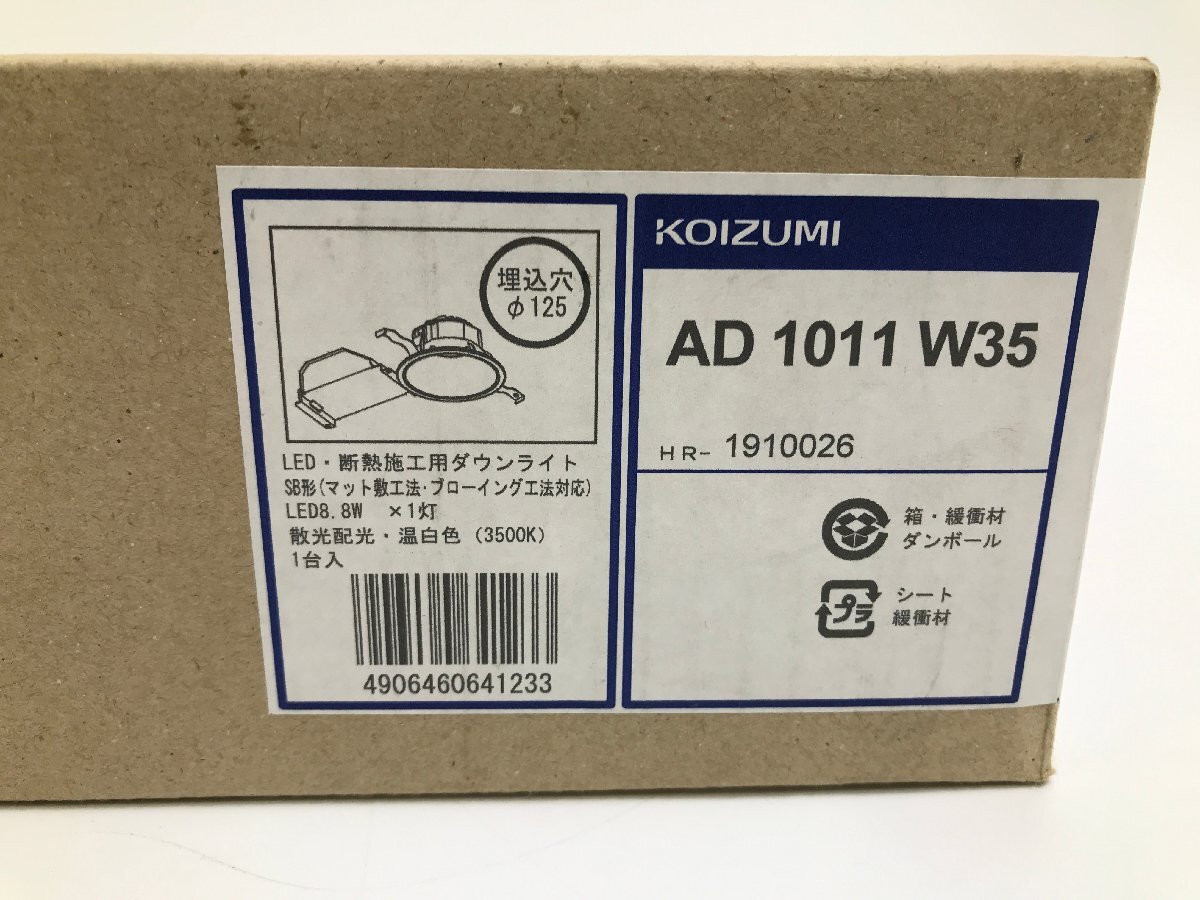 埋込穴
φ125
LED・断熱施工用ダウンライト
SB形(マット敷工法・ブローイング工法対応)
LED8.8W ×1灯
散光配光・温白色 (3500K)
1台入
4906460641233
KOIZUMI
AD 1011 W35
HR- 1910026
箱・緩衝材
ダンボール
プラ
シート
緩衝材